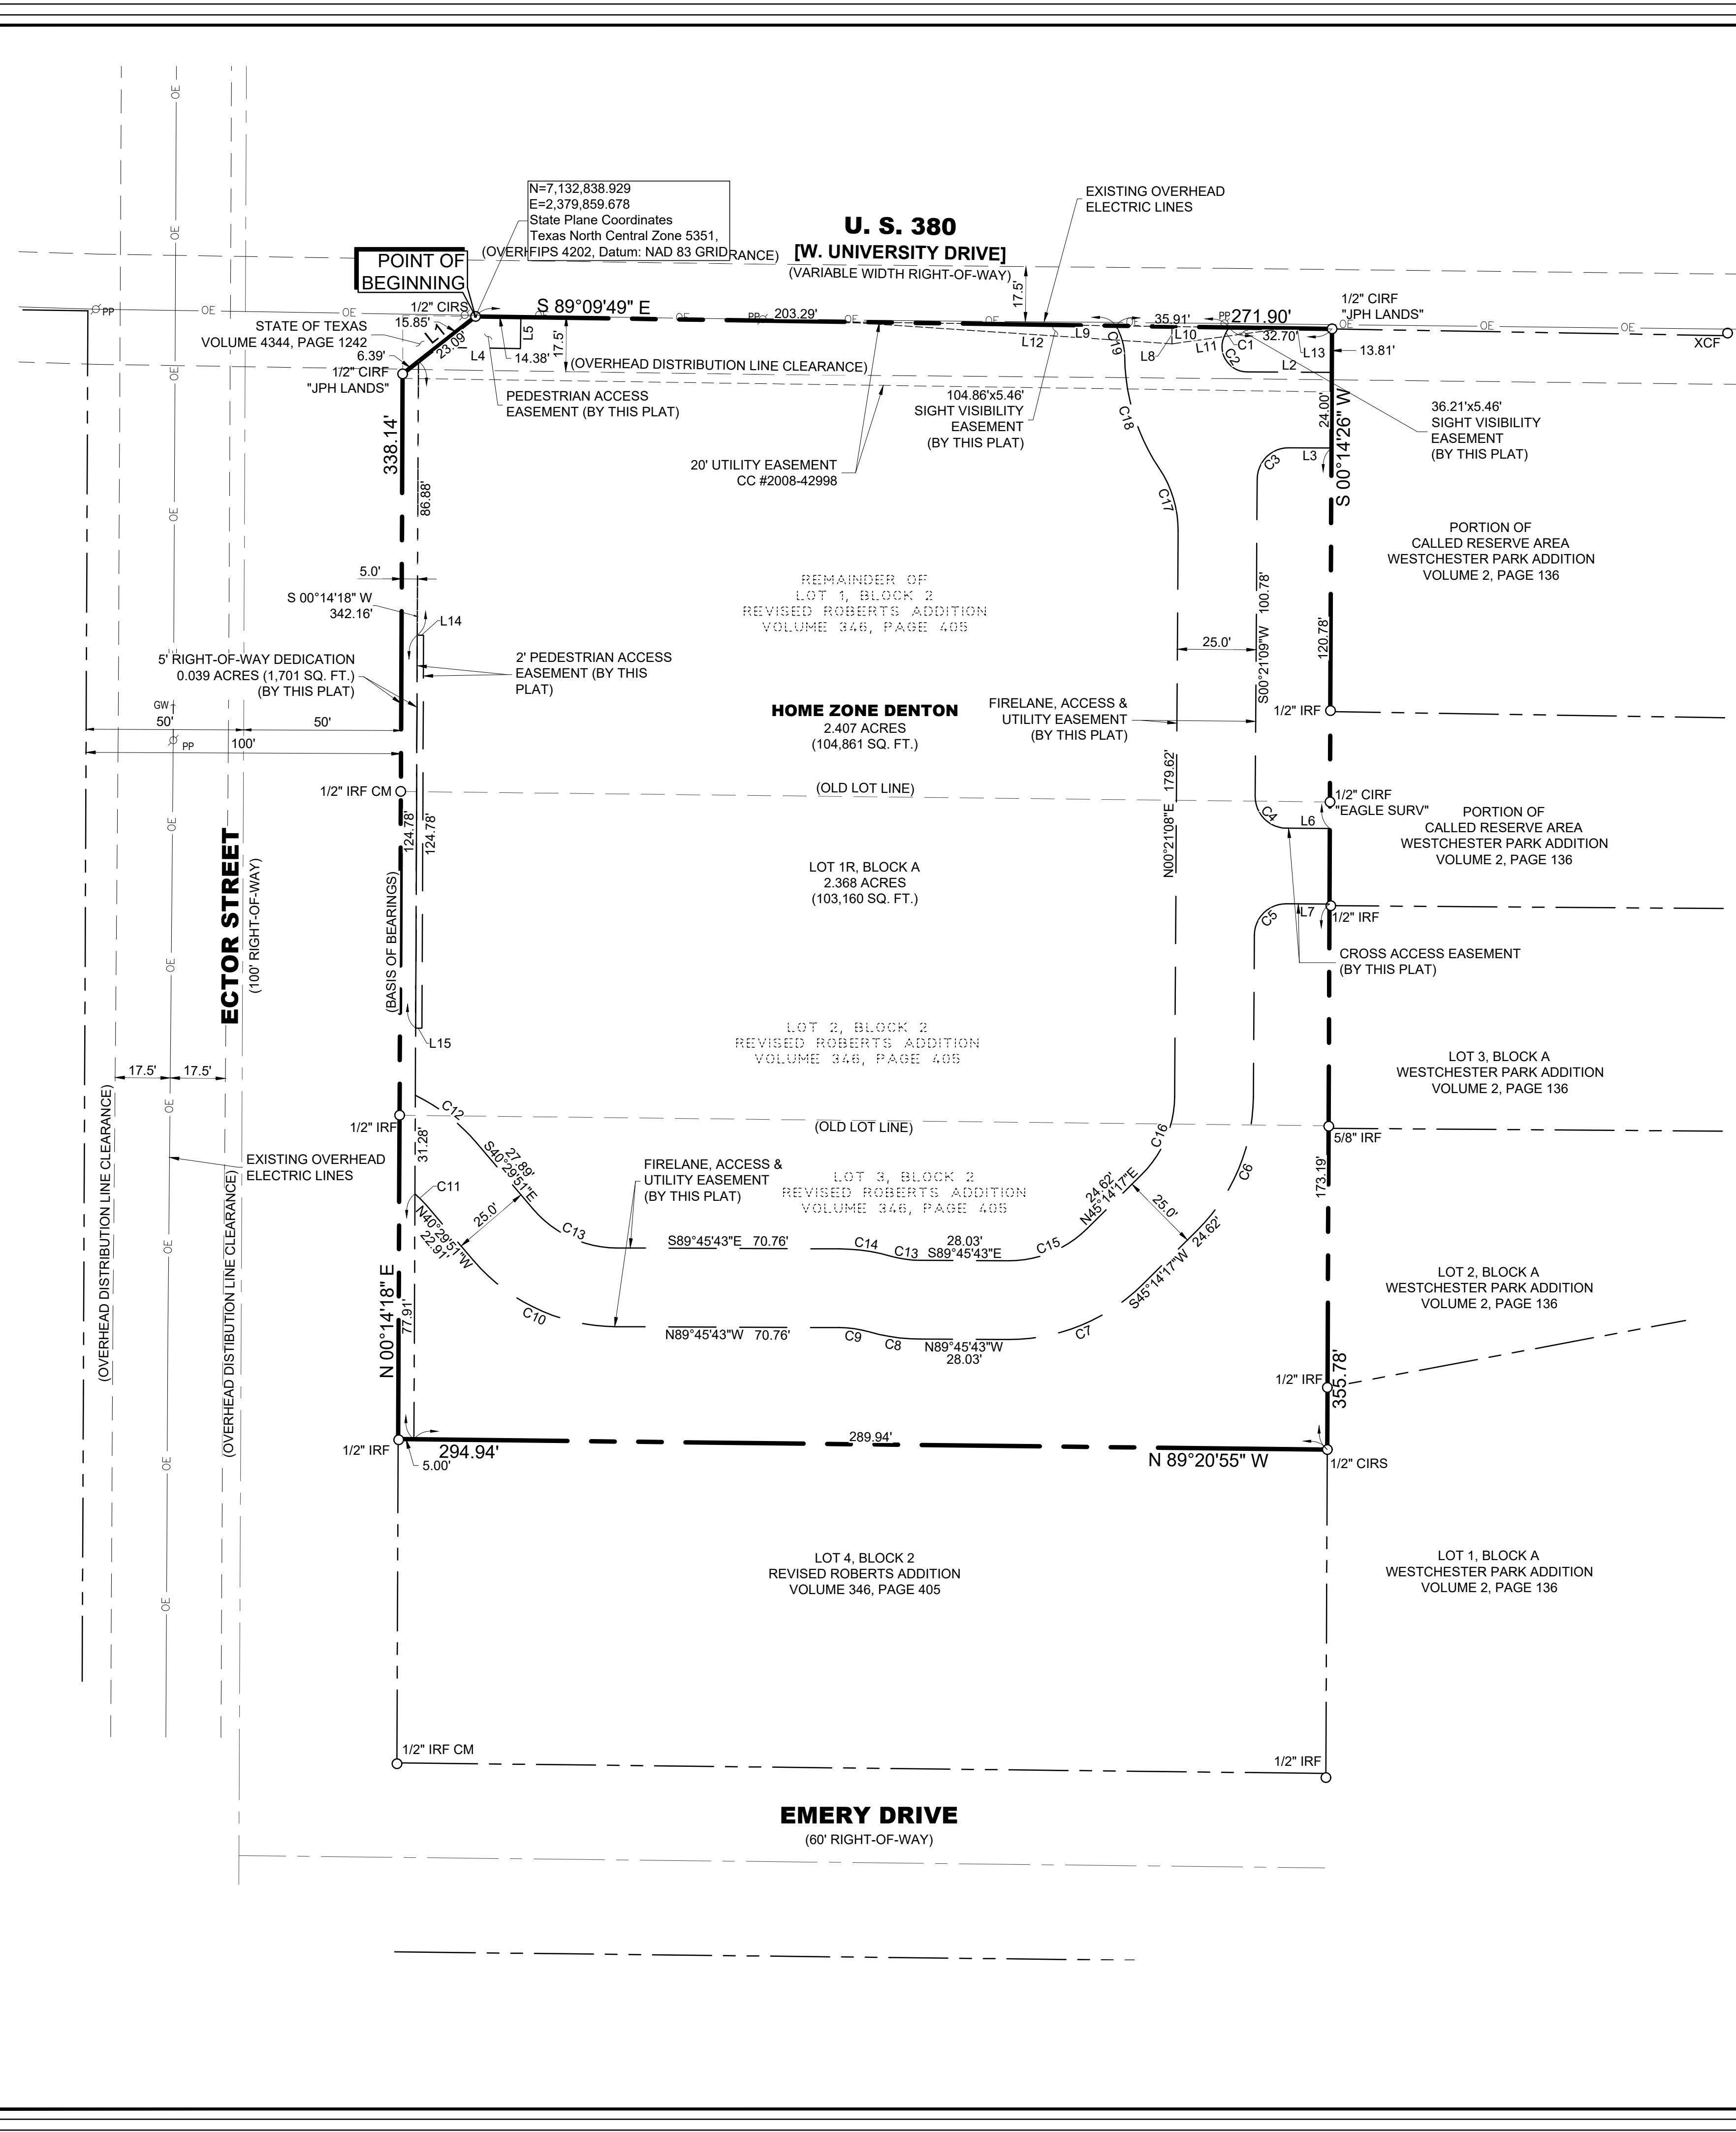 OE
N=7,132,838.929
E=2,379,859.678
State Plane Coordinates
Texas North Central Zone 5351,
FIPS 4202, Datum: NAD 83 GRID
(OVERH
RANCE)
U. S. 380
[W. UNIVERSITY DRIVE]
(VARIABLE WIDTH RIGHT-OF-WAY)
17.5'
EXISTING OVERHEAD
ELECTRIC LINES
OE
POINT OF
BEGINNING
1/2" CIRS
S 89°09'49" E
203.29'
271.90'
35.91'
32.70'
1/2" CIRF
"JPH LANDS"
XCF
PP
OE
OE
OE
OE
PP
OE
OE
OE
PP
OE
OE
OE
STATE OF TEXAS
VOLUME 4344, PAGE 1242
15.85'
L1
23.09'
6.39'
L4
L5
14.38'
17.5'
1/2" CIRF
"JPH LANDS"
(OVERHEAD DISTRIBUTION LINE CLEARANCE)
PEDESTRIAN ACCESS
EASEMENT (BY THIS PLAT)
L9
L12
C19
L8
L10
L11
C1
C2
L13
L2
13.81'
104.86'x5.46'
SIGHT VISIBILITY
EASEMENT
(BY THIS PLAT)
36.21'x5.46'
SIGHT VISIBILITY
EASEMENT
(BY THIS PLAT)
20' UTILITY EASEMENT
CC #2008-42998
C18
C17
C3
L3
24.00'
S 00°14'26" W
338.14'
86.88'
5.0'
S 00°14'18" W
342.16'
L14
REMAINDER OF
LOT 1, BLOCK 2
REVISED ROBERTS ADDITION
VOLUME 346, PAGE 405
PORTION OF
CALLED RESERVE AREA
WESTCHESTER PARK ADDITION
VOLUME 2, PAGE 136
S00°21'09"W 100.78'
120.78'
25.0'
5' RIGHT-OF-WAY DEDICATION
0.039 ACRES (1,701 SQ. FT.)
(BY THIS PLAT)
2' PEDESTRIAN ACCESS
EASEMENT (BY THIS
PLAT)
HOME ZONE DENTON
2.407 ACRES
(104,861 SQ. FT.)
FIRELANE, ACCESS &
UTILITY EASEMENT
(BY THIS PLAT)
1/2" IRF
GW
50'
50'
PP
100'
1/2" IRF CM
(OLD LOT LINE)
N00°21'08"E 179.62'
1/2" CIRF
"EAGLE SURV"
C4
L6
PORTION OF
CALLED RESERVE AREA
WESTCHESTER PARK ADDITION
VOLUME 2, PAGE 136
124.78'
124.78'
ECTOR STREET
(100' RIGHT-OF-WAY)
(BASIS OF BEARINGS)
LOT 1R, BLOCK A
2.368 ACRES
(103,160 SQ. FT.)
C5
L7
1/2" IRF
CROSS ACCESS EASEMENT
(BY THIS PLAT)
LOT 2, BLOCK 2
REVISED ROBERTS ADDITION
VOLUME 346, PAGE 405
L15
LOT 3, BLOCK A
WESTCHESTER PARK ADDITION
VOLUME 2, PAGE 136
17.5'
17.5'
OE
(OVERHEAD DISTRIBUTION LINE CLEARANCE)
(OVERHEAD DISTIBUTION LINE CLEARANCE)
EXISTING OVERHEAD
ELECTRIC LINES
1/2" IRF
(OLD LOT LINE)
5/8" IRF
C12
31.28'
27.89'
S40°29'51"E
C11
N40°29'51"W
22.91'
25.0'
C13
FIRELANE, ACCESS &
UTILITY EASEMENT
(BY THIS PLAT)
LOT 3, BLOCK 2
REVISED ROBERTS ADDITION
VOLUME 346, PAGE 405
C16
24.62'
N45°14'17"E
25.0'
C6
173.19'
S89°45'43"E 70.76'
C14
C13
28.03'
S89°45'43"E
C15
S45°14'17"W
24.62'
LOT 2, BLOCK A
WESTCHESTER PARK ADDITION
VOLUME 2, PAGE 136
N 00°14'18" E
77.91'
C10
N89°45'43"W 70.76'
C9
C8
N89°45'43"W
28.03'
C7
1/2" IRF
355.78'
1/2" IRF
294.94'
5.00'
289.94'
N 89°20'55" W
1/2" CIRS
LOT 4, BLOCK 2
REVISED ROBERTS ADDITION
VOLUME 346, PAGE 405
LOT 1, BLOCK A
WESTCHESTER PARK ADDITION
VOLUME 2, PAGE 136
OE
OE
1/2" IRF CM
1/2" IRF
EMERY DRIVE
(60' RIGHT-OF-WAY)